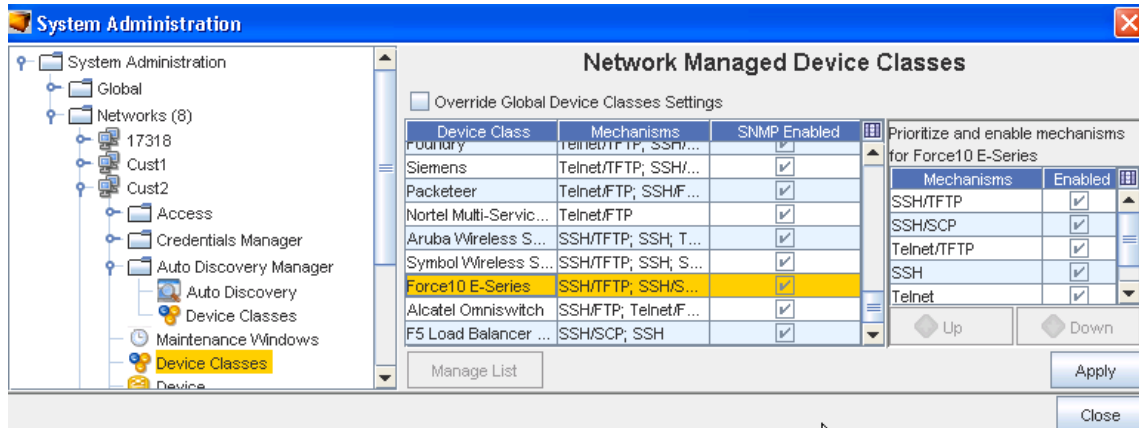 System Administration
System Administration
Global
Networks (8)
17318
Cust1
Cust2
Access
Credentials Manager
Auto Discovery Manager
Auto Discovery
Device Classes
Maintenance Windows
Device Classes
Device
Network Managed Device Classes
Override Global Device Classes Settings
Device Class Mechanisms SNMP Enabled
Foundry Telnet/TFTP; SSH/...
Siemens Telnet/TFTP; SSH/...
Packeteer Telnet/FTP; SSH/F...
Nortel Multi-Servic... Telnet/FTP
Aruba Wireless S... SSH/TFTP; SSH; T...
Symbol Wireless S... SSH/TFTP; SSH; S...
Force10 E-Series SSH/TFTP; SSH/S...
Alcatel Omniswitch SSH/FTP; Telnet/F...
F5 Load Balancer ... SSH/SCP; SSH
Manage List
Prioritize and enable mechanisms
for Force10 E-Series
Mechanisms Enabled
SSH/TFTP
SSH/SCP
Telnet/TFTP
SSH
Telnet
Up Down
Apply
Close